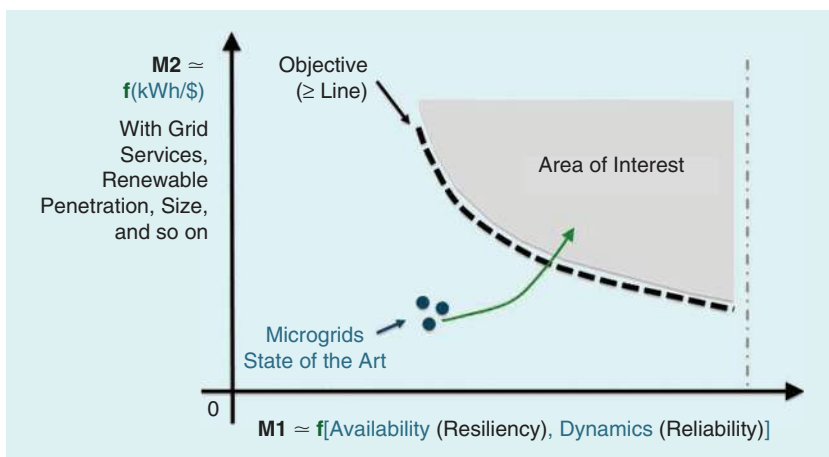 M2 ≃
f(kWh/$)
With Grid
Services,
Renewable
Penetration, Size,
and so on
Objective
(≥ Line)
Area of Interest
Microgrids
State of the Art
0
M1 ≃ f[Availability (Resiliency), Dynamics (Reliability)]